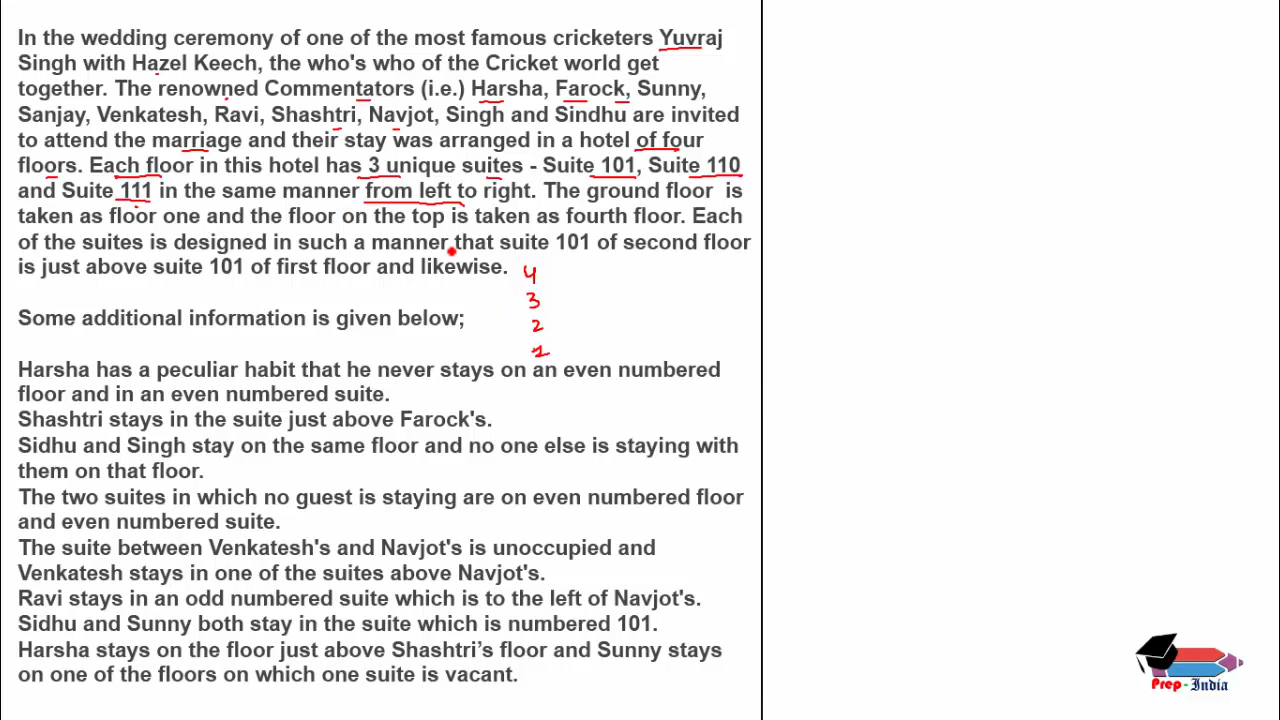 In the wedding ceremony of one of the most famous cricketers Yuvraj
Singh with Hazel Keech, the who's who of the Cricket world get
together. The renowned Commentators (i.e.) Harsha, Farock, Sunny,
Sanjay, Venkatesh, Ravi, Shashtri, Navjot, Singh and Sindhu are invited
to attend the marriage and their stay was arranged in a hotel of four
floors. Each floor in this hotel has 3 unique suites - Suite 101, Suite 110
and Suite 111 in the same manner from left to right. The ground floor is
taken as floor one and the floor on the top is taken as fourth floor. Each
of the suites is designed in such a manner that suite 101 of second floor
is just above suite 101 of first floor and likewise.
4
3
Some additional information is given below;
2
1
Harsha has a peculiar habit that he never stays on an even numbered
floor and in an even numbered suite.
Shashtri stays in the suite just above Farock's.
Sidhu and Singh stay on the same floor and no one else is staying with
them on that floor.
The two suites in which no guest is staying are on even numbered floor
and even numbered suite.
The suite between Venkatesh's and Navjot's is unoccupied and
Venkatesh stays in one of the suites above Navjot's.
Ravi stays in an odd numbered suite which is to the left of Navjot's.
Sidhu and Sunny both stay in the suite which is numbered 101.
Harsha stays on the floor just above Shashtri’s floor and Sunny stays
on one of the floors on which one suite is vacant.
Prep-India